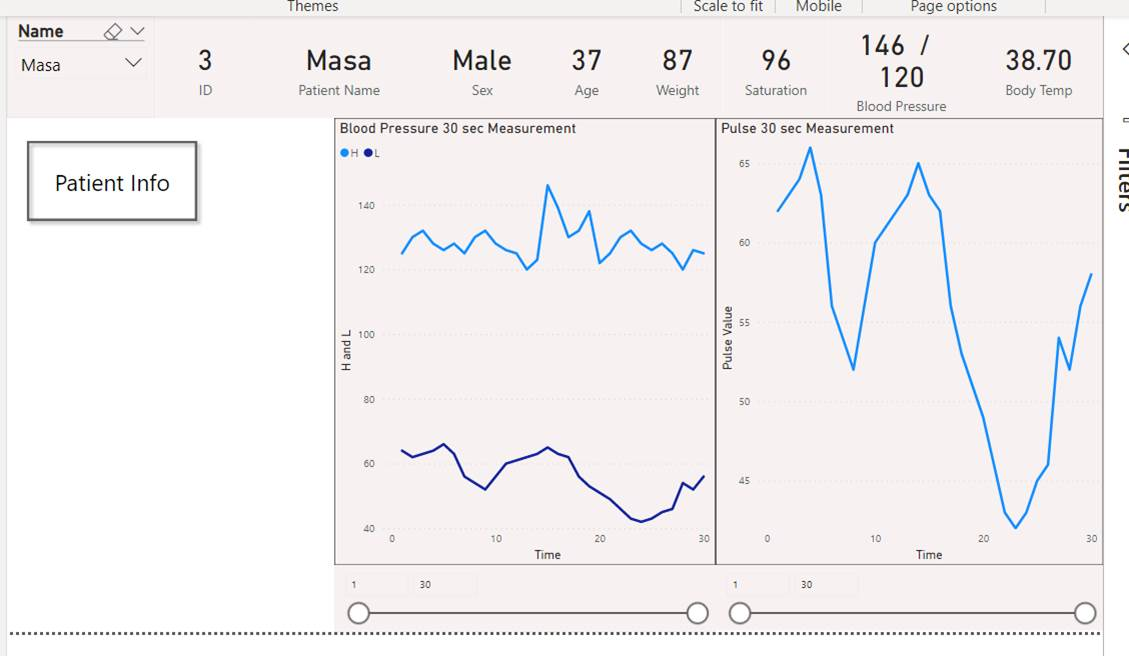 Themes
Scale to fit
Mobile
Page options
Name
Masa
3
ID
Masa
Patient Name
Male
Sex
37
Age
87
Weight
96
Saturation
146 /
120
Blood Pressure
38.70
Body Temp
Filters
Patient Info
Blood Pressure 30 sec Measurement
H L
140
120
100
80
60
40
H and L
0 10 20 30
Time
1 30
Pulse 30 sec Measurement
65
60
55
50
45
Pulse Value
0 10 20 30
Time
1 30